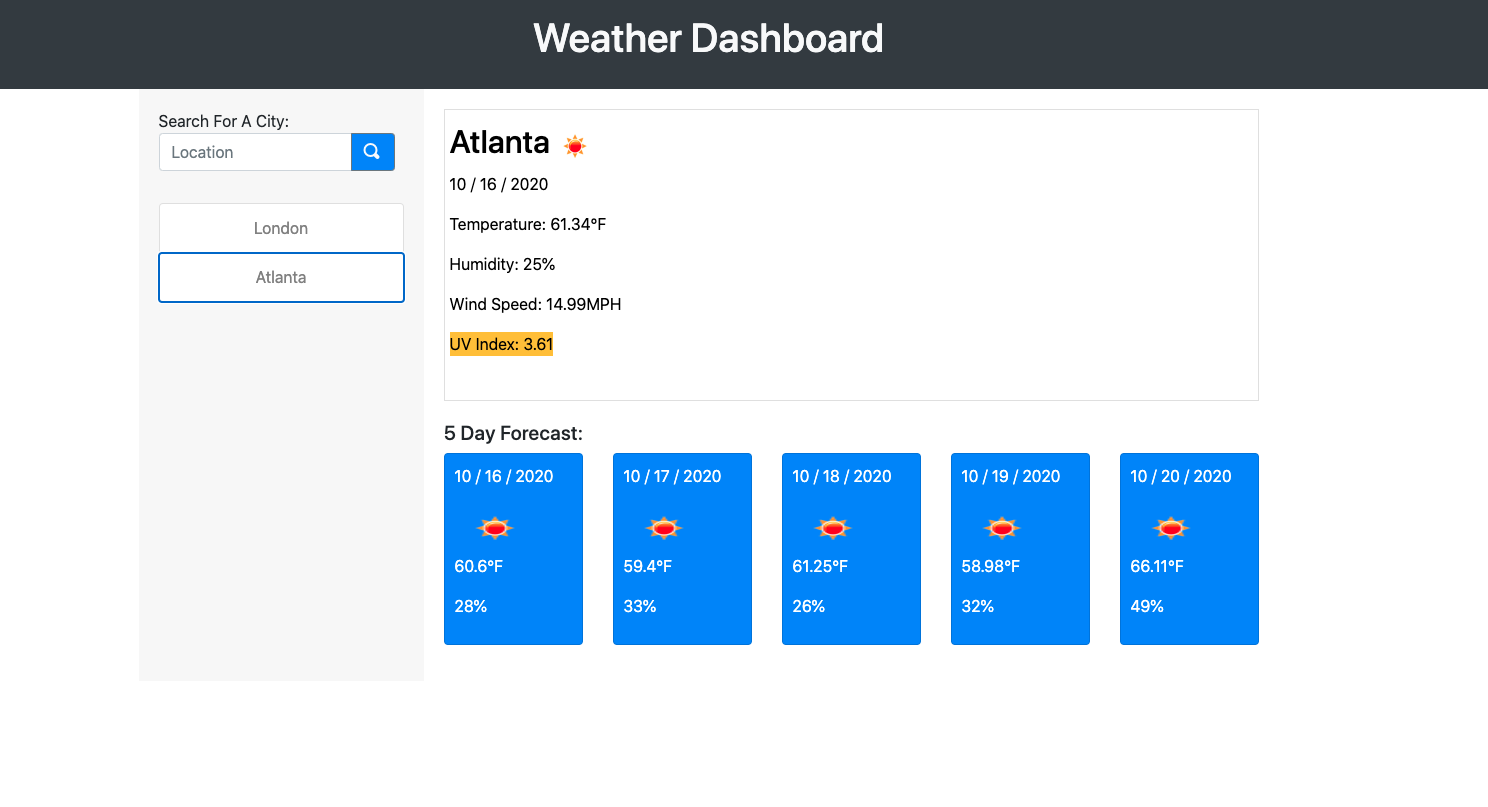 Weather Dashboard
Search For A City:
Location
London
Atlanta
Atlanta
10 / 16 / 2020
Temperature: 61.34°F
Humidity: 25%
Wind Speed: 14.99MPH
UV Index: 3.61
5 Day Forecast:
10 / 16 / 2020
60.6°F
28%
10 / 17 / 2020
59.4°F
33%
10 / 18 / 2020
61.25°F
26%
10 / 19 / 2020
58.98°F
32%
10 / 20 / 2020
66.11°F
49%